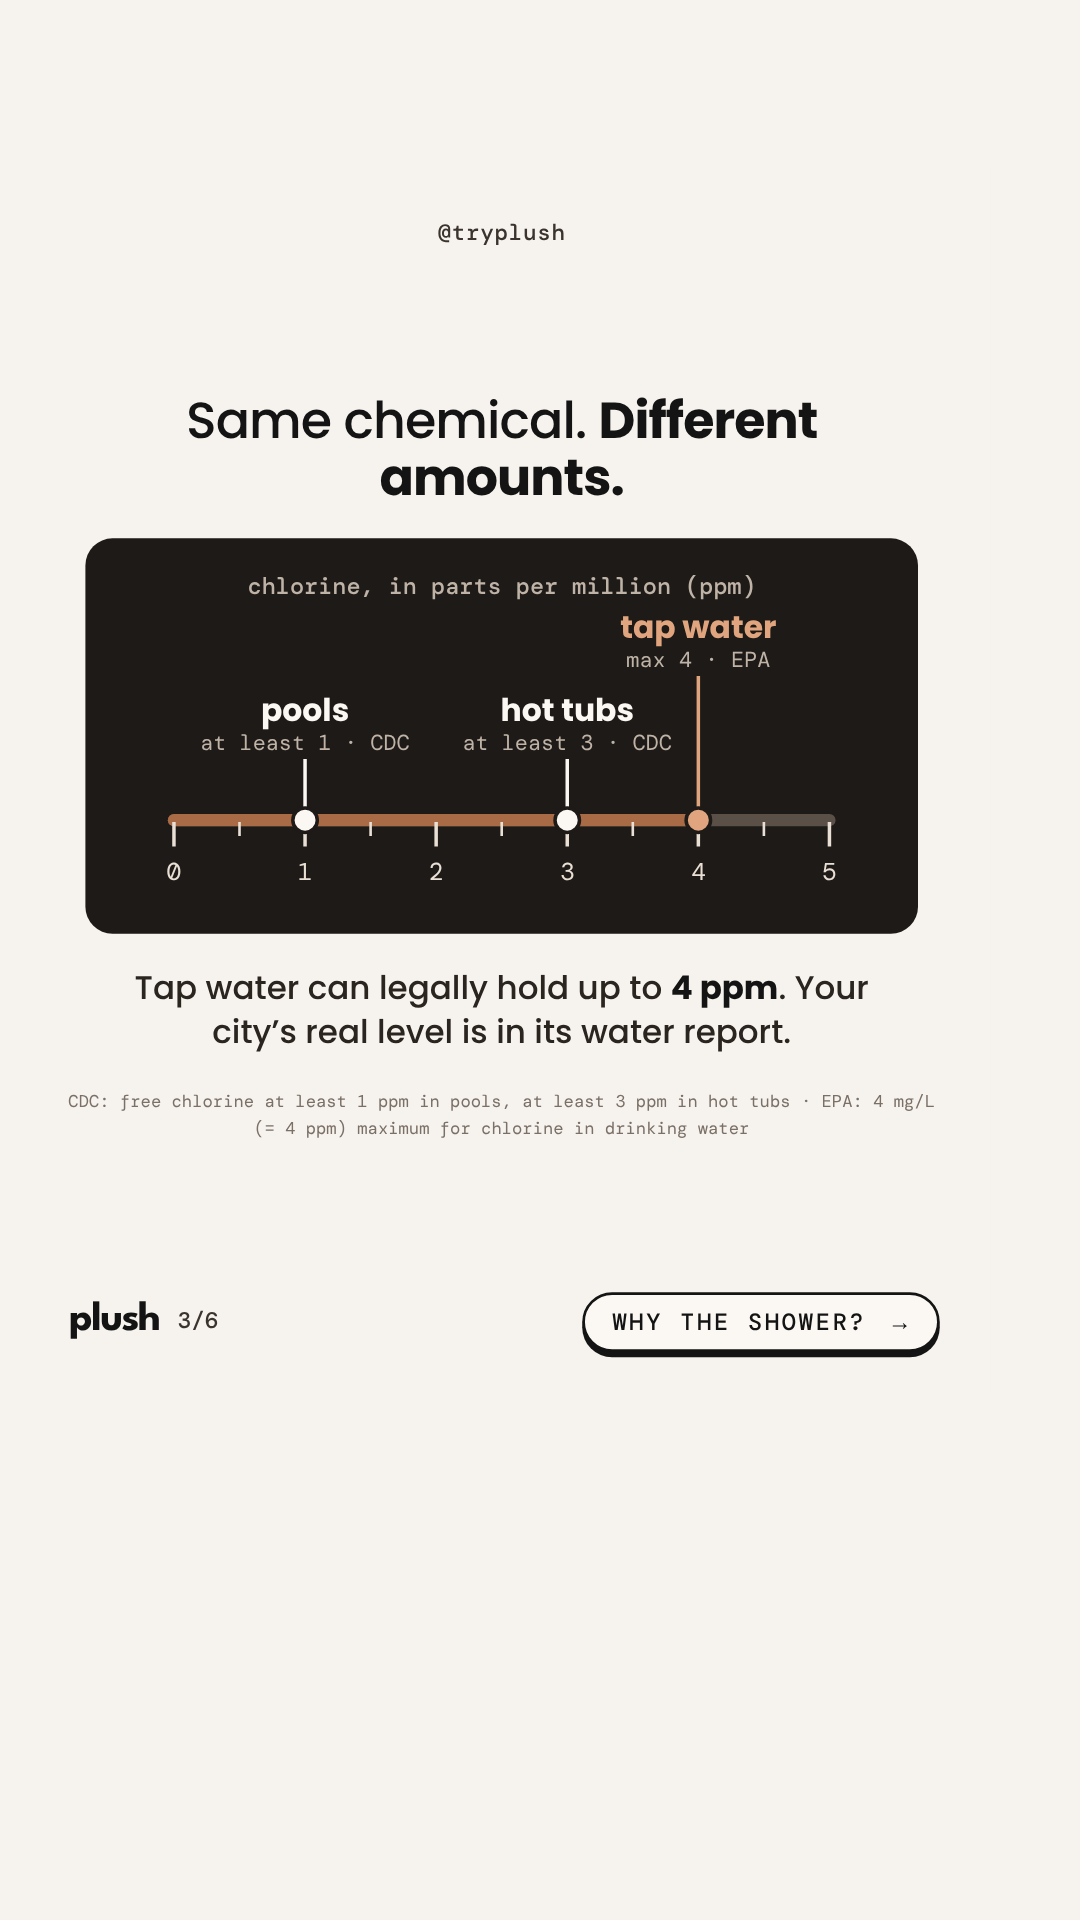 @tryplush
Same chemical. Different
amounts.
chlorine, in parts per million (ppm)
tap water
max 4 · EPA
pools
at least 1 · CDC
hot tubs
at least 3 · CDC
0 1 2 3 4 5
Tap water can legally hold up to 4 ppm. Your
city’s real level is in its water report.
CDC: free chlorine at least 1 ppm in pools, at least 3 ppm in hot tubs · EPA: 4 mg/L
(= 4 ppm) maximum for chlorine in drinking water
plush 3/6
WHY THE SHOWER? →